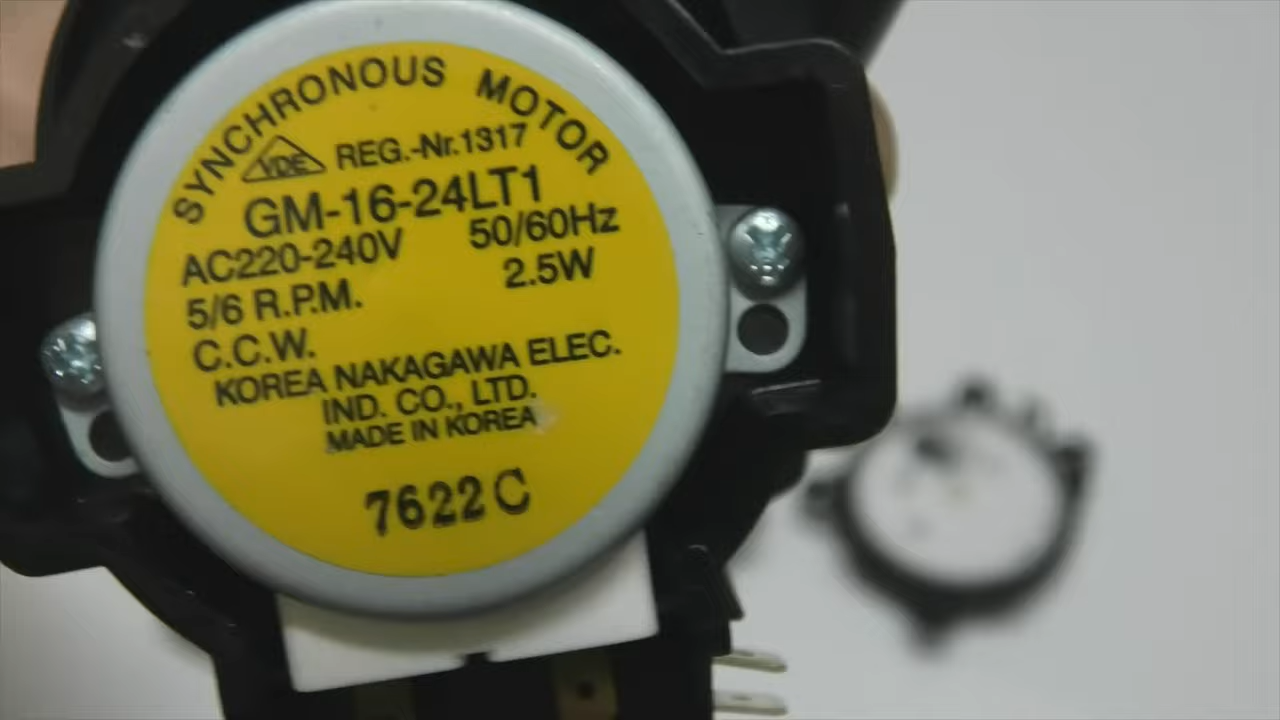 SYNCHRONOUS MOTOR
VDE REG.-Nr.1317
GM-16-24LT1
AC220-240V 50/60Hz
5/6 R.P.M. 2.5W
C.C.W.
KOREA NAKAGAWA ELEC.
IND. CO., LTD.
MADE IN KOREA
7622 C